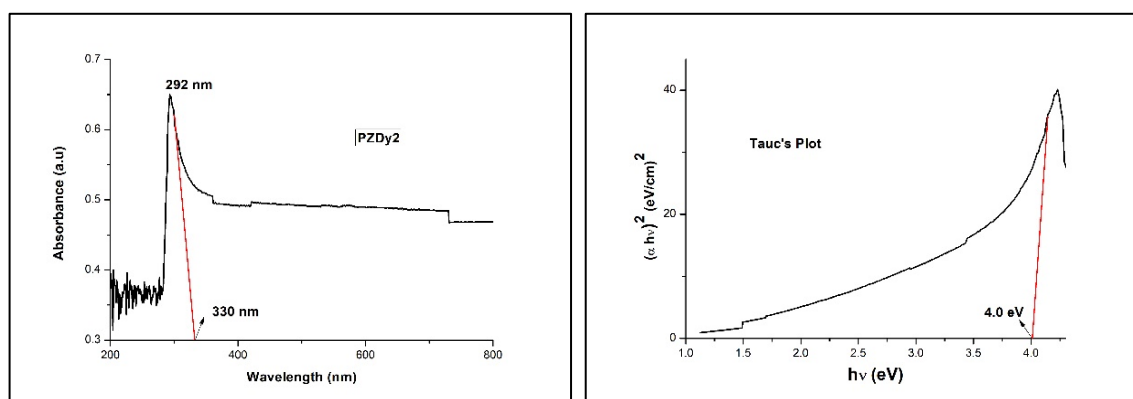 0.7
0.6
0.5
0.4
0.3
200
400
600
800
Absorbance (a.u)
Wavelength (nm)
292 nm
PZDy2
330 nm
40
20
0
1.0
1.5
2.0
2.5
3.0
3.5
4.0
(α hν)² (eV/cm)²
hν (eV)
Tauc's Plot
4.0 eV